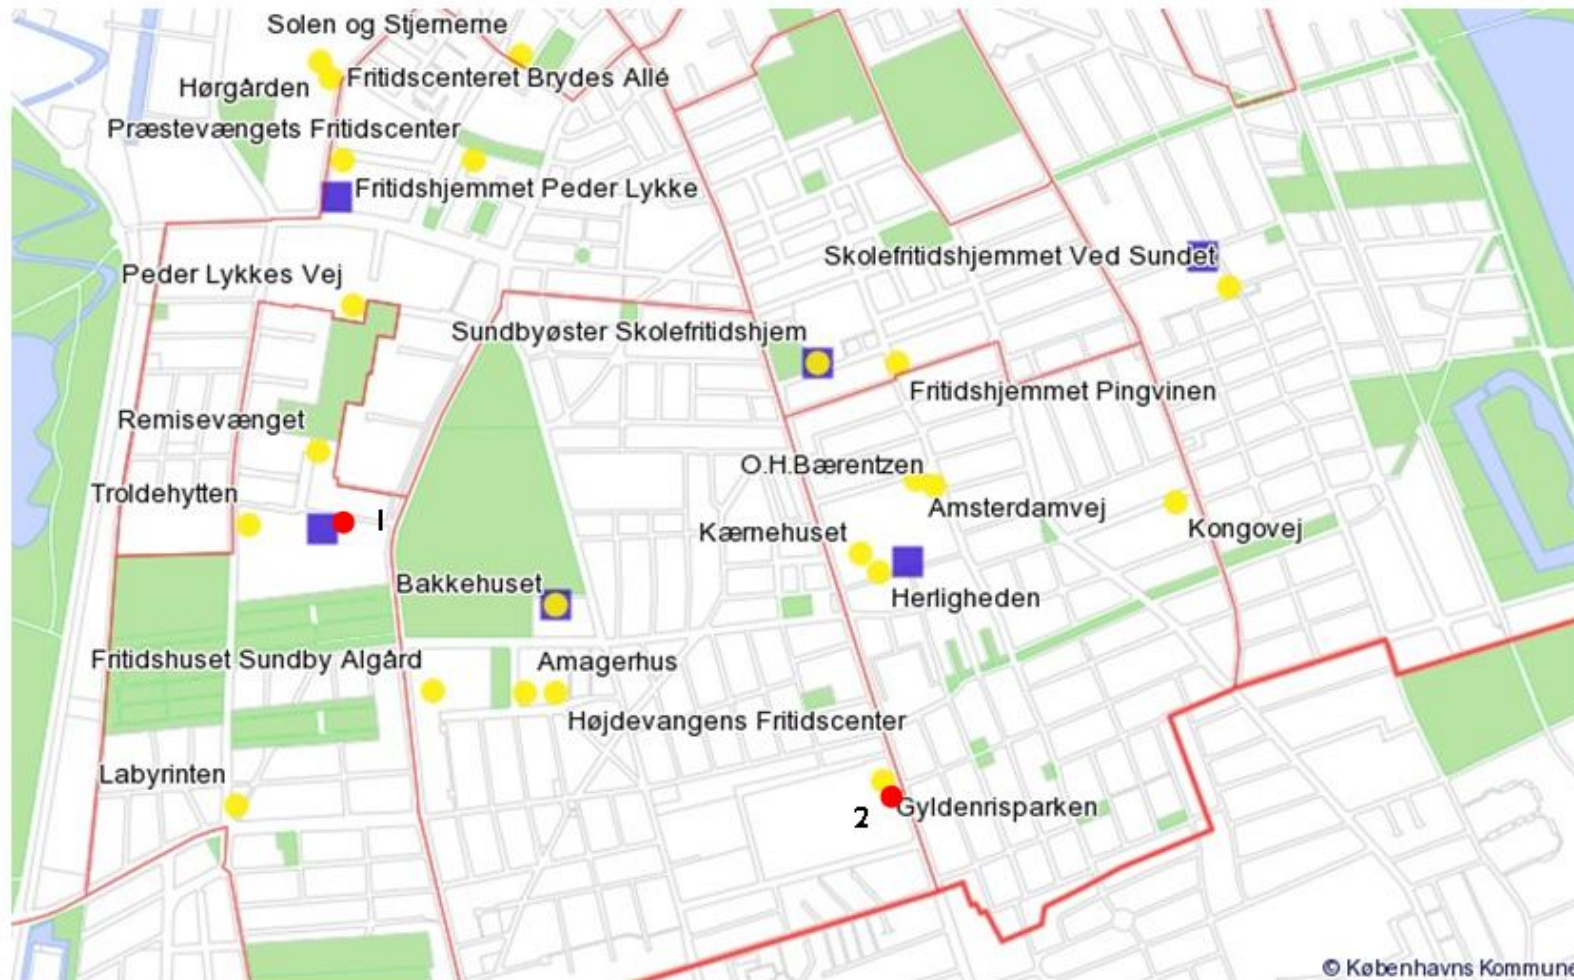 Solen og Stjernerne
Hørgården
Fritidscenteret Brydes Allé
Præstevængets Fritidscenter
Fritidshjemmet Peder Lykke
Skolefritidshjemmet Ved Sundet
Peder Lykkes Vej
Sundbyøster Skolefritidshjem
Fritidshjemmet Pingvinen
Remisevænget
O.H.Bærentzen
Troldehytten
1
Amsterdamvej
Kærnehuset
Kongovej
Bakkehuset
Herligheden
Fritidshuset Sundby Algård
Amagerhus
Højdevangens Fritidscenter
Labyrinten
Gyldenrisparken
2
© Københavns Kommune